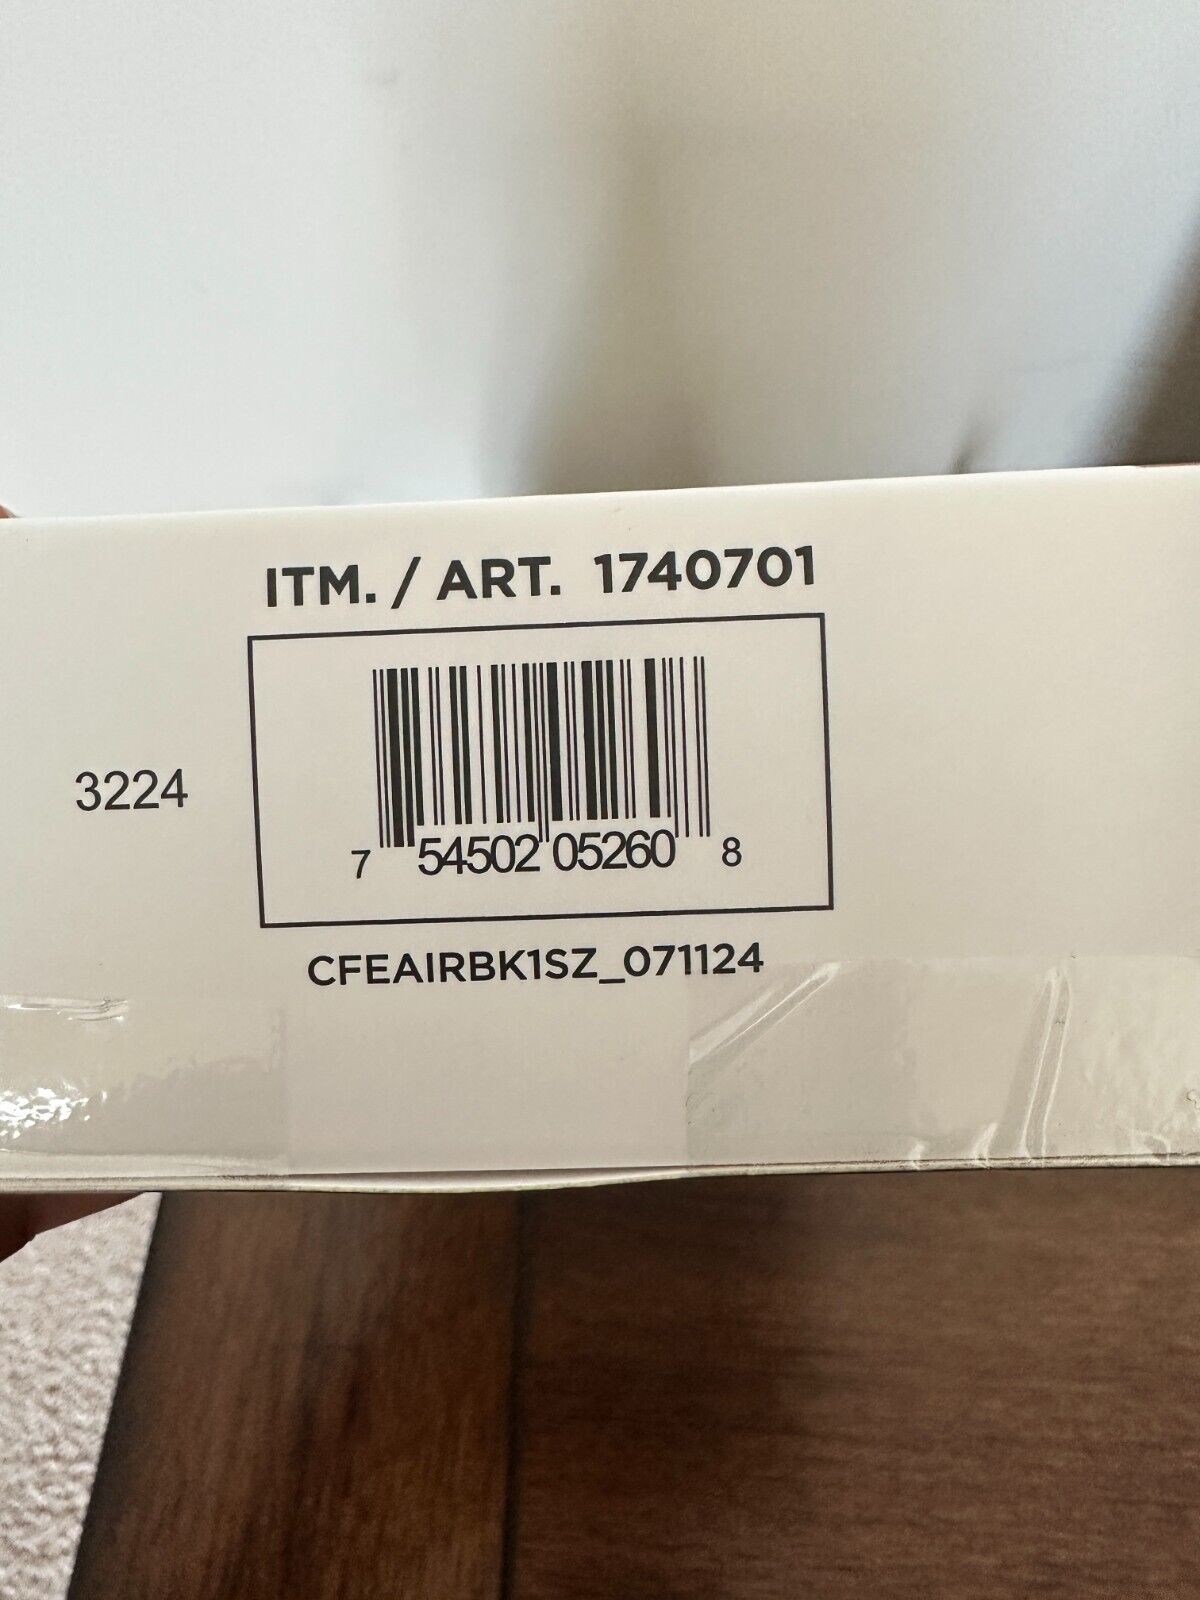 ITM. / ART. 1740701
3224
7 54502 05260 8
CFEAIRBK1SZ_071124